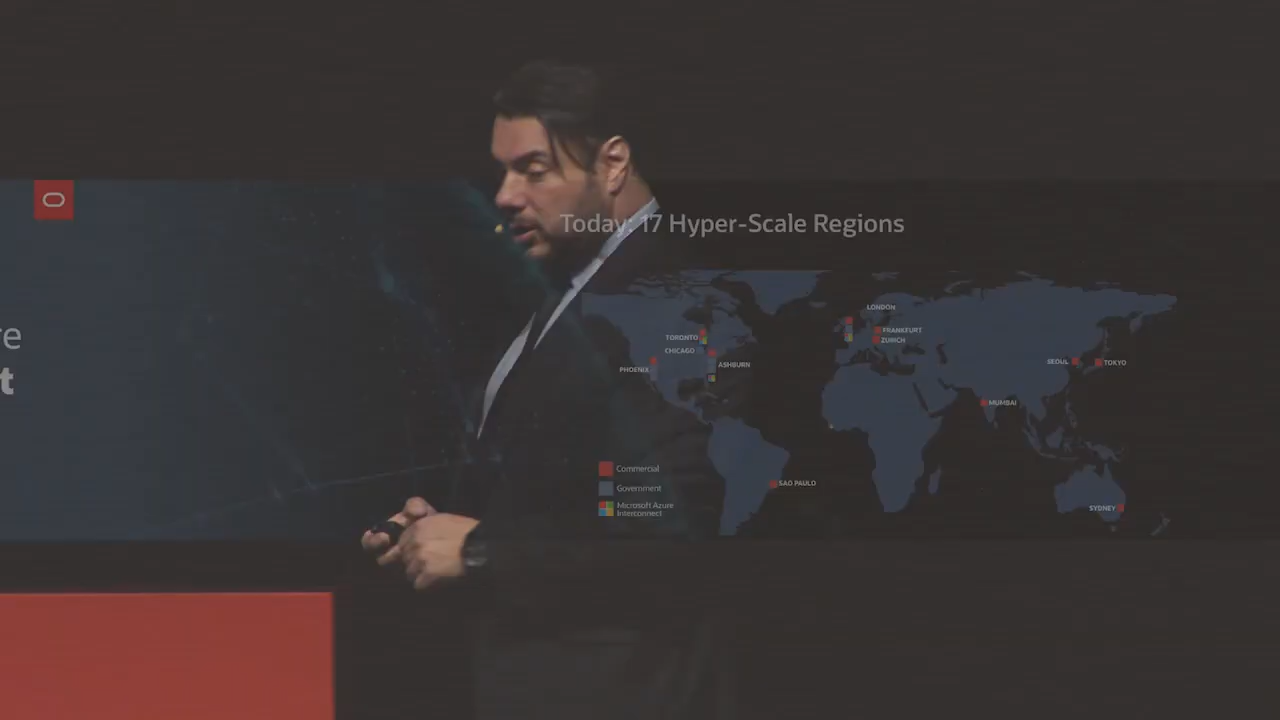 re
t
Today: 17 Hyper-Scale Regions
LONDON
TORONTO
FRANKFURT
CHICAGO
ZURICH
PHOENIX
ASHBURN
SEOUL
TOKYO
MUMBAI
Commercial
SAO PAULO
Government
Microsoft Azure
Interconnect
SYDNEY